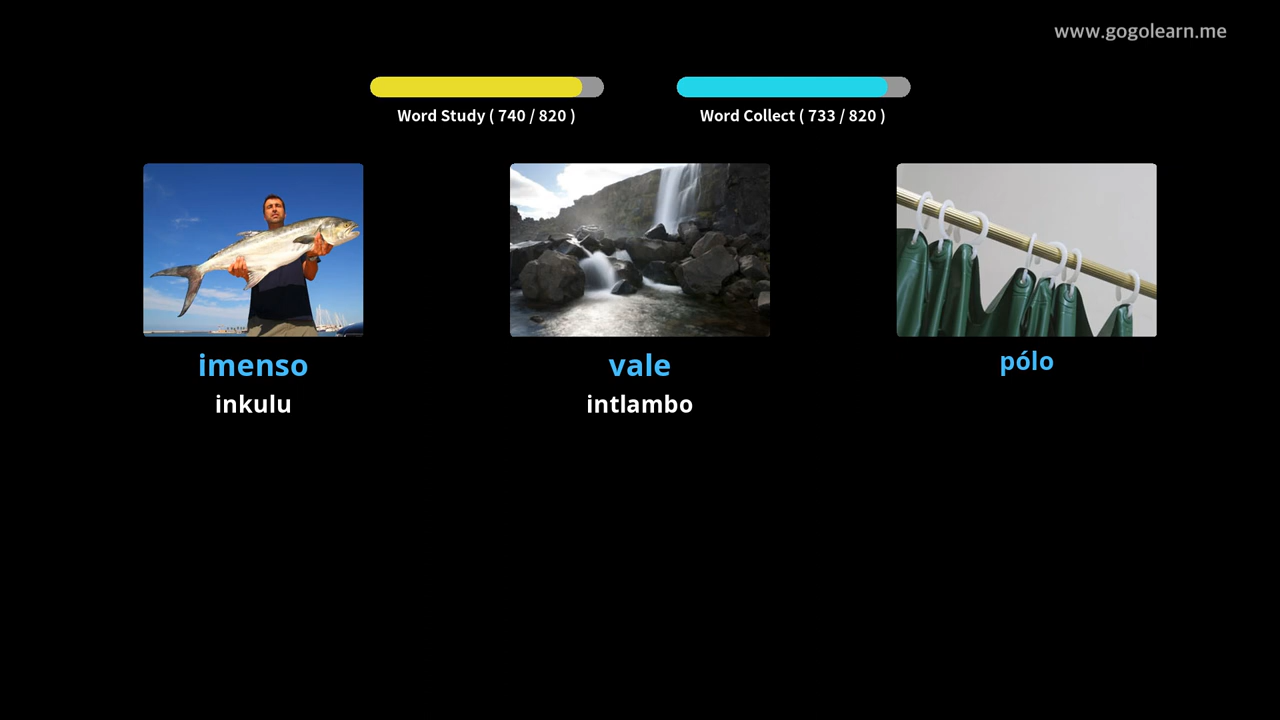 www.gogolearn.me
Word Study ( 740 / 820 )
Word Collect ( 733 / 820 )
imenso
inkulu
vale
intlambo
pólo